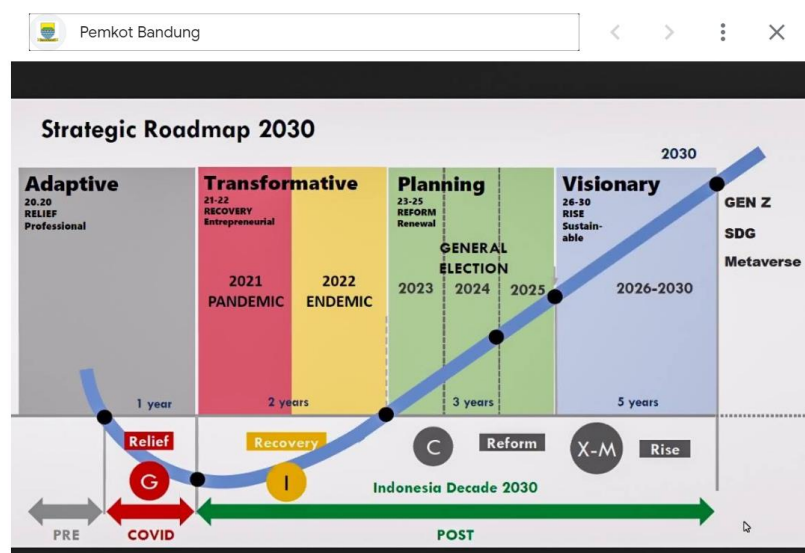 Pemkot Bandung
Strategic Roadmap 2030
2030
Adaptive
20.20
RELIEF
Professional
1 year
Transformative
21-22
RECOVERY
Entrepreneurial
2021
PANDEMIC
2022
ENDEMIC
2 years
Planning
23-25
REFORM
Renewal
GENERAL
ELECTION
2023
2024
2025
3 years
Visionary
26-30
RISE
Sustain-
able
2026-2030
5 years
GEN Z
SDG
Metaverse
Relief
G
Recovery
I
C
Reform
X-M
Rise
Indonesia Decade 2030
PRE
COVID
POST